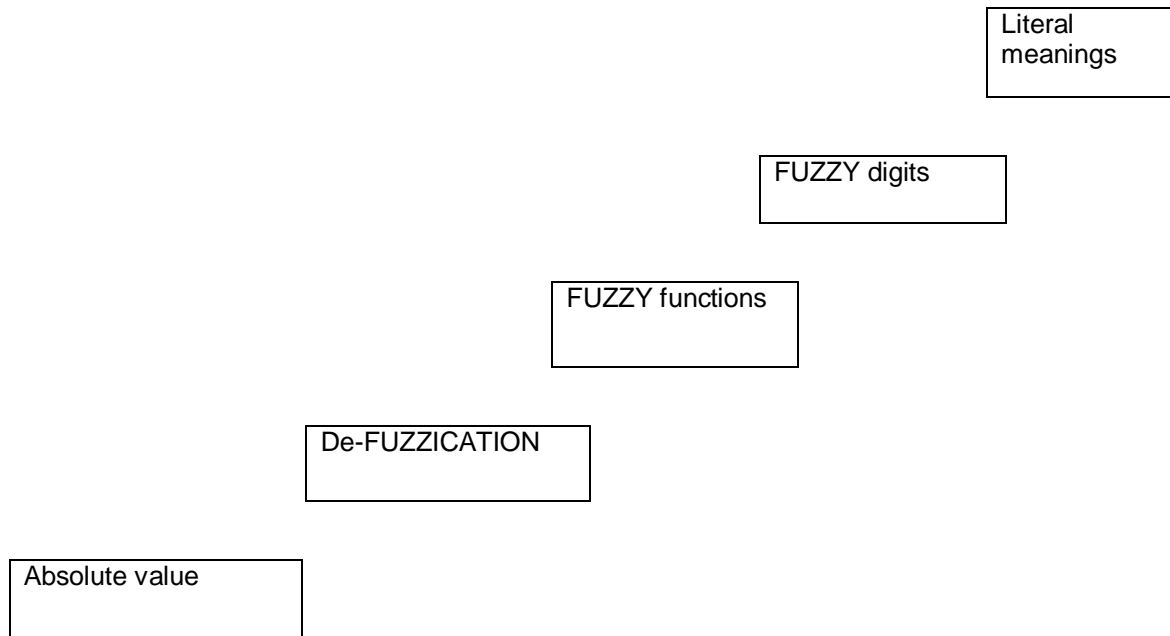 Literal
meanings
FUZZY digits
FUZZY functions
De-FUZZICATION
Absolute value